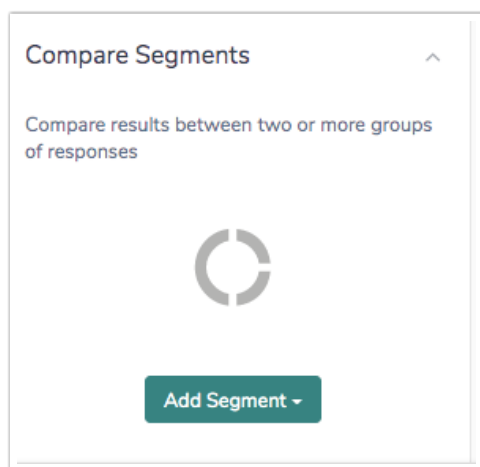 Compare Segments
Compare results between two or more groups
of responses
Add Segment